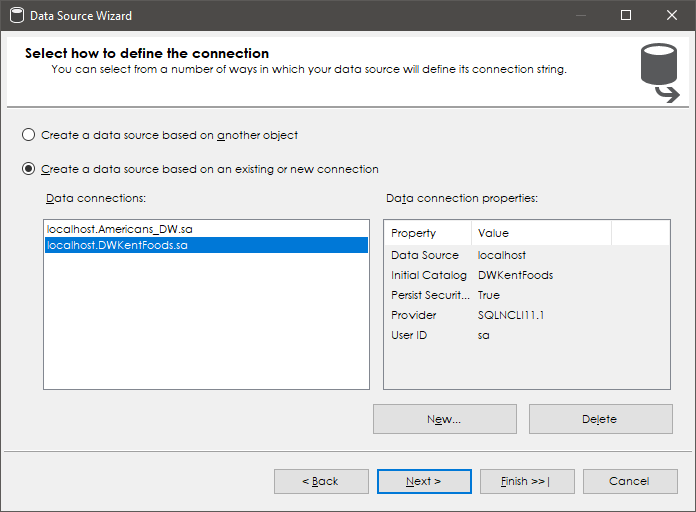 Data Source Wizard
Select how to define the connection
You can select from a number of ways in which your data source will define its connection string.
Create a data source based on another object
Create a data source based on an existing or new connection
Data connections:
Data connection properties:
localhost.Americans_DW.sa
localhost.DWKentFoods.sa
Property Value
Data Source localhost
Initial Catalog DWKentFoods
Persist Securit... True
Provider SQLNCLI11.1
User ID sa
New...
Delete
< Back
Next >
Finish >>|
Cancel